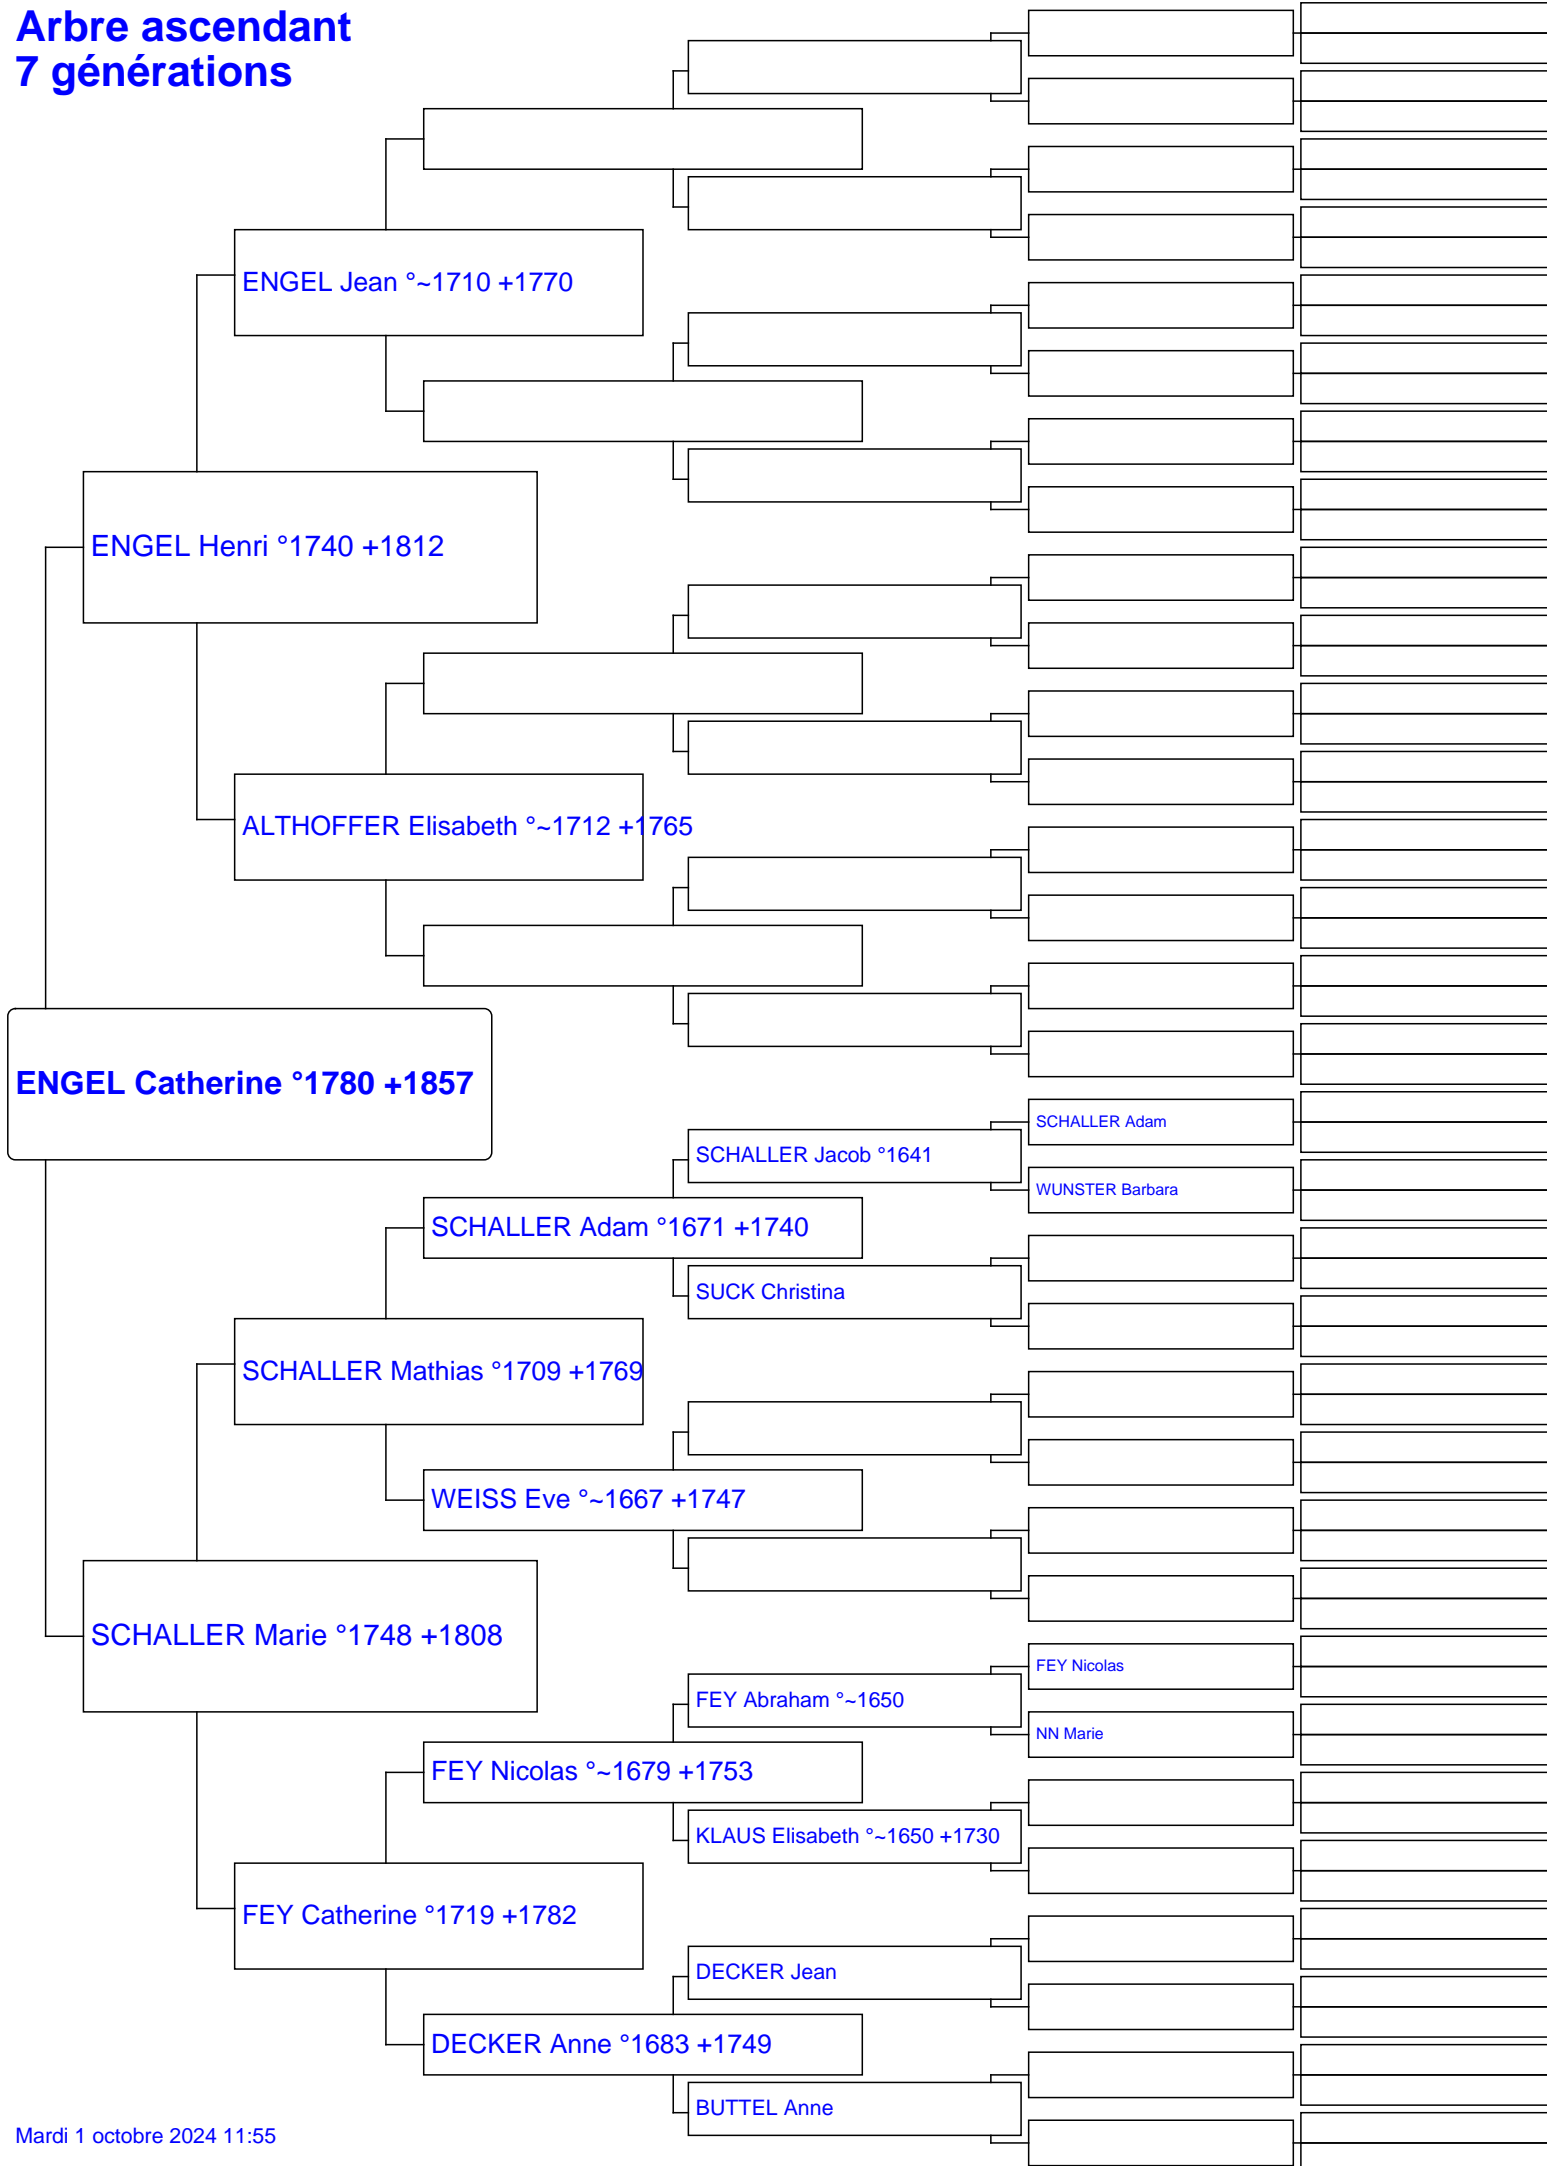 Arbre ascendant
7 générations
ENGEL Jean °~1710 +1770
ENGEL Henri °1740 +1812
ALTHOFFER Elisabeth °~1712 +1765
ENGEL Catherine °1780 +1857
SCHALLER Adam
SCHALLER Jacob °1641
WUNSTER Barbara
SCHALLER Adam °1671 +1740
SUCK Christina
SCHALLER Mathias °1709 +1769
WEISS Eve °~1667 +1747
SCHALLER Marie °1748 +1808
FEY Nicolas
FEY Abraham °~1650
NN Marie
FEY Nicolas °~1679 +1753
KLAUS Elisabeth °~1650 +1730
FEY Catherine °1719 +1782
DECKER Jean
DECKER Anne °1683 +1749
BUTTEL Anne
Mardi 1 octobre 2024 11:55